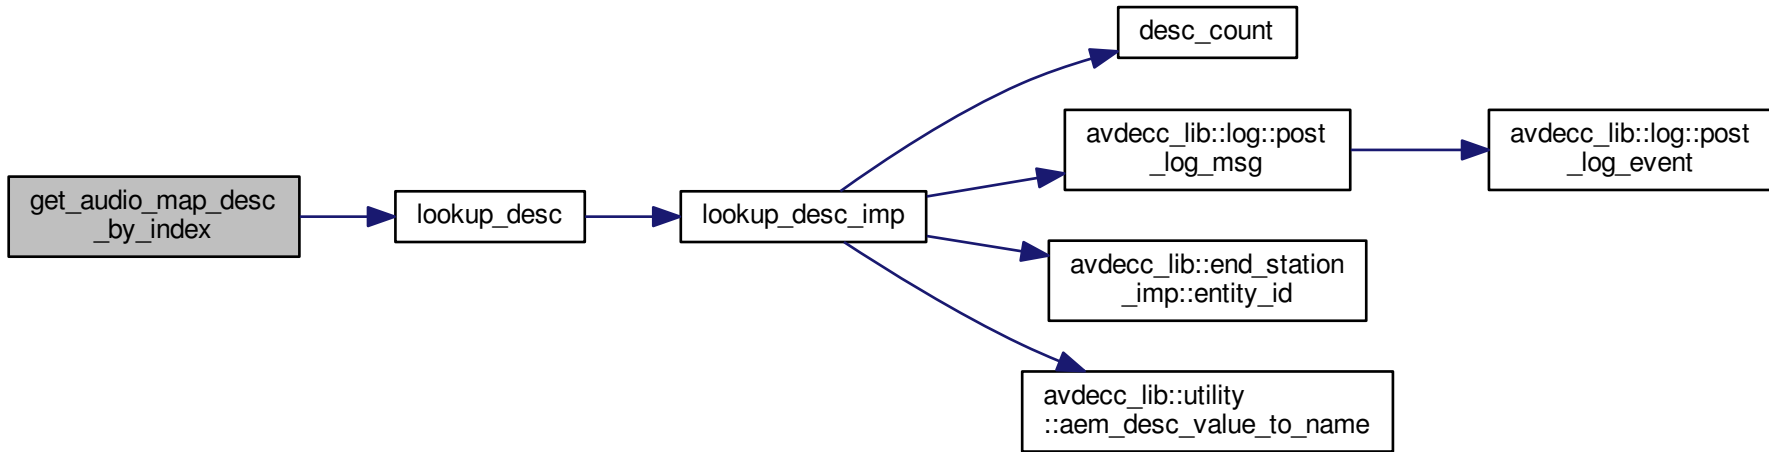 get_audio_map_desc
_by_index
lookup_desc
lookup_desc_imp
desc_count
avdecc_lib::log::post
_log_msg
avdecc_lib::log::post
_log_event
avdecc_lib::end_station
_imp::entity_id
avdecc_lib::utility
::aem_desc_value_to_name